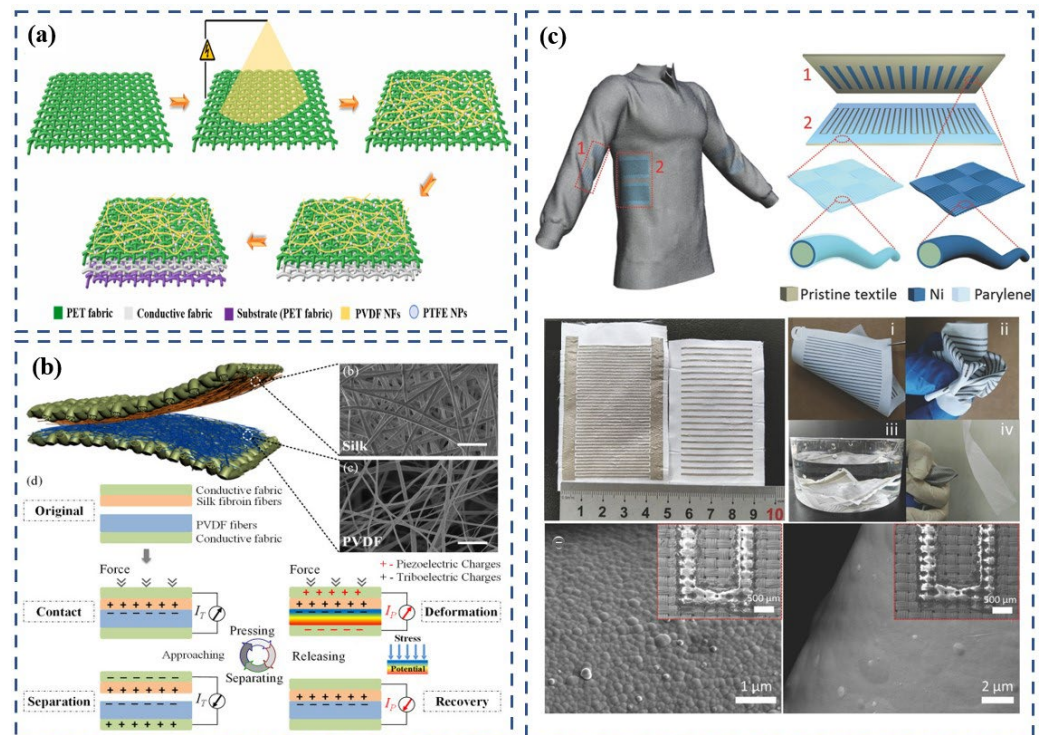 (a)
PET fabric Conductive fabric Substrate (PET fabric) PVDF NFs PTFE NPs
(b)
(b)
Silk
(c)
PVDF
(d)
Original
Conductive fabric
Silk fibroin fibers
PVDF fibers
Conductive fabric
+ - Piezoelectric Charges
+ - Triboelectric Charges
Force
Force
Contact
+ + + + + +
− − − − − −
I_T
+ + + + +
+ + + + + +
− − − − − −
− − − − −
I_P
Deformation
Pressing
Approaching
Releasing
Separating
Stress
Potential
Separation
− − − − − −
+ + + + + +
− − − − − −
+ + + + + +
I_T
+ + + + + +
− − − − − −
I_P
Recovery
(c)
1
2
1
2
Pristine textile Ni Parylene
i
ii
iii
iv
1 2 3 4 5 6 7 8 9 10
500 μm
1 μm
500 μm
2 μm